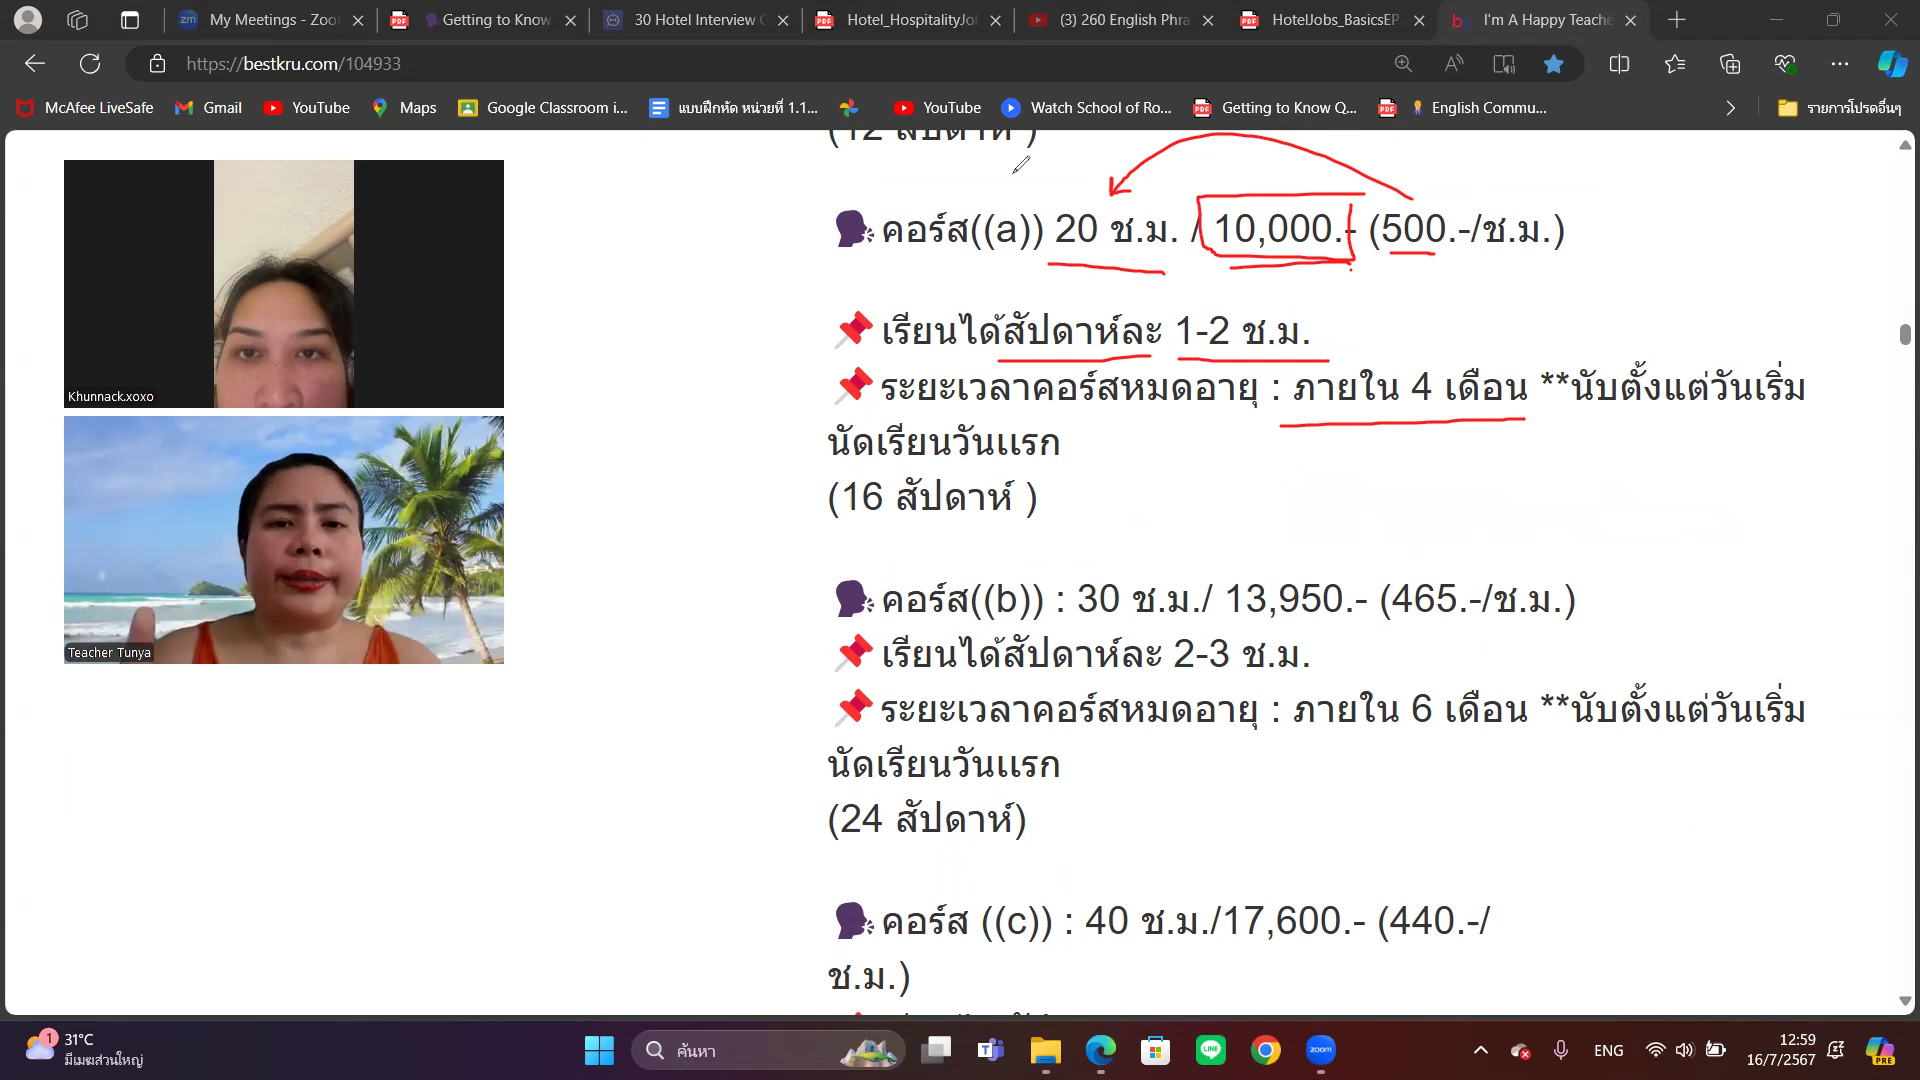 My Meetings - Zoo
Getting to Know
30 Hotel Interview
Hotel_HospitalityJo
(3) 260 English Phra
HotelJobs_BasicsEP.
I'm A Happy Teache
https://bestkru.com/104933
McAfee LiveSafe
Gmail
YouTube
Maps
Google Classroom i...
แบบฝึกหัด หน่วยที่ 1.1...
YouTube
Watch School of Ro...
Getting to Know Q...
English Commu...
รายการโปรดอื่นๆ
(12 สัปดาห์ )
คอร์ส((a)) 20 ช.ม. / 10,000.- (500.-/ช.ม.)
เรียนได้สัปดาห์ละ 1-2 ช.ม.
ระยะเวลาคอร์สหมดอายุ : ภายใน 4 เดือน **นับตั้งแต่วันเริ่ม
นัดเรียนวันแรก
(16 สัปดาห์ )
คอร์ส((b)) : 30 ช.ม./ 13,950.- (465.-/ช.ม.)
เรียนได้สัปดาห์ละ 2-3 ช.ม.
ระยะเวลาคอร์สหมดอายุ : ภายใน 6 เดือน **นับตั้งแต่วันเริ่ม
นัดเรียนวันแรก
(24 สัปดาห์)
คอร์ส ((c)) : 40 ช.ม./17,600.- (440.-/
ช.ม.)
Khunnack.xoxo
Teacher Tunya
1
31°C
มีเมฆส่วนใหญ่
ค้นหา
ENG
12:59
16/7/2567